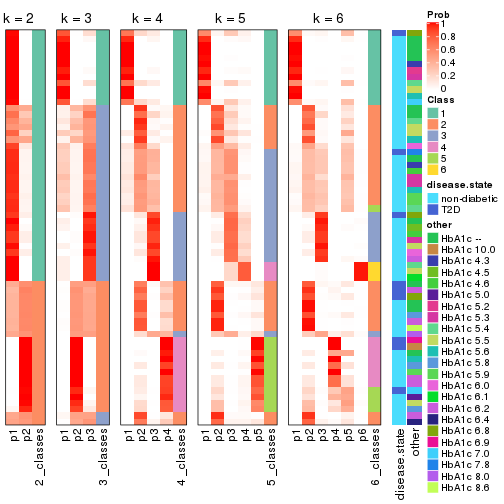 k = 2
k = 3
k = 4
k = 5
k = 6
p1
p2
2_classes
p1
p2
p3
3_classes
p1
p2
p3
p4
4_classes
p1
p2
p3
p4
p5
5_classes
p1
p2
p3
p4
p5
p6
6_classes
disease.state
other
Prob
1
0.8
0.6
0.4
0.2
0
Class
1
2
3
4
5
6
disease.state
non-diabetic
T2D
other
HbA1c --
HbA1c 10.0
HbA1c 4.3
HbA1c 4.5
HbA1c 4.6
HbA1c 5.0
HbA1c 5.2
HbA1c 5.3
HbA1c 5.4
HbA1c 5.5
HbA1c 5.6
HbA1c 5.8
HbA1c 5.9
HbA1c 6.0
HbA1c 6.1
HbA1c 6.2
HbA1c 6.4
HbA1c 6.8
HbA1c 6.9
HbA1c 7.0
HbA1c 7.8
HbA1c 8.0
HbA1c 8.6